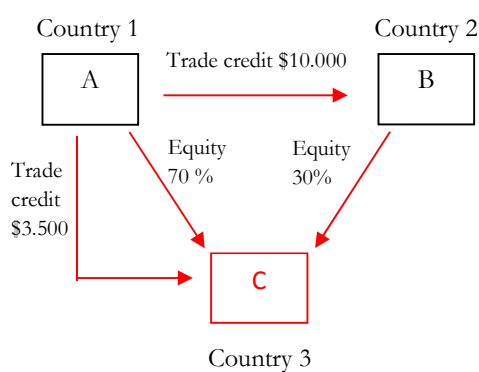 Country 1
Country 2
Trade credit $10.000
A
B
Equity
70 %
Equity
30%
Trade
credit
$3.500
C
Country 3